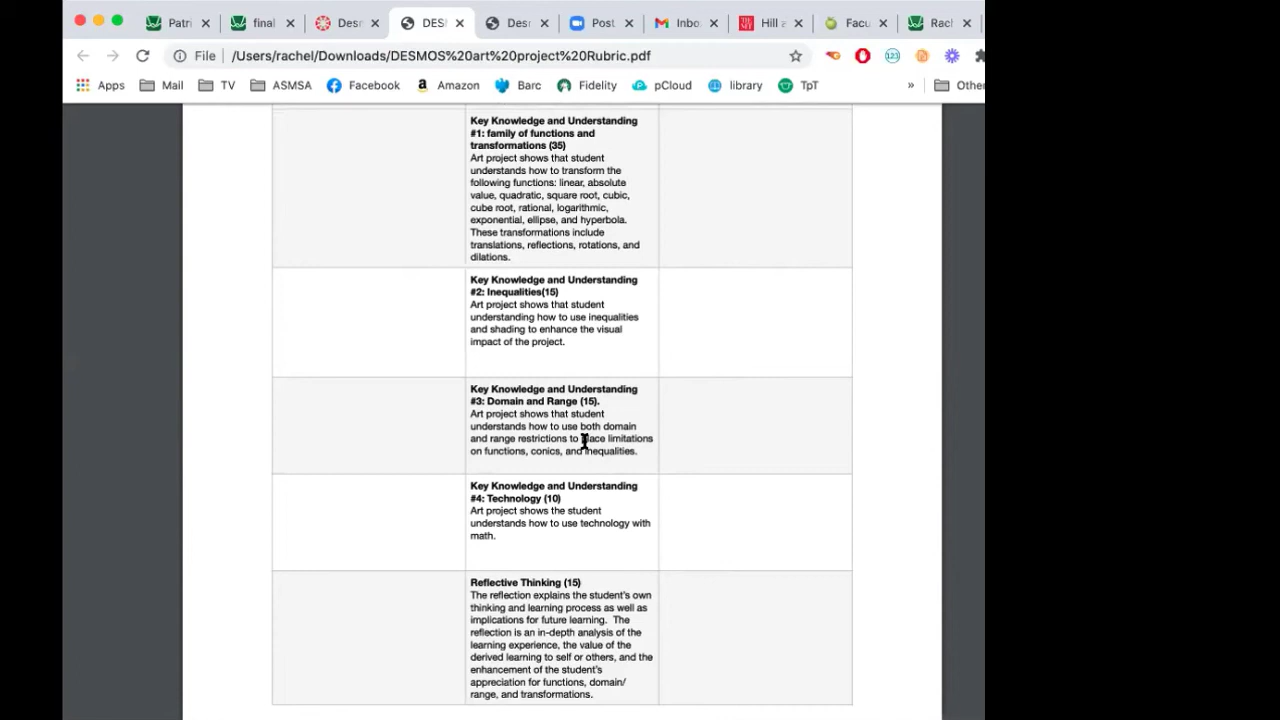 Patri
final
Desn
DES
Desr
Post
Inbo
Hill a
Facu
Rach
File
/Users/rachel/Downloads/DESMOS%20art%20project%20Rubric.pdf
123
Apps
Mail
TV
ASMSA
Facebook
Amazon
Barc
Fidelity
pCloud
library
TpT
»
Other
Key Knowledge and Understanding
#1: family of functions and
transformations (35)
Art project shows that student
understands how to transform the
following functions: linear, absolute
value, quadratic, square root, cubic,
cube root, rational, logarithmic,
exponential, ellipse, and hyperbola.
These transformations include
translations, reflections, rotations, and
dilations.
Key Knowledge and Understanding
#2: Inequalities(15)
Art project shows that student
understanding how to use inequalities
and shading to enhance the visual
impact of the project.
Key Knowledge and Understanding
#3: Domain and Range (15).
Art project shows that student
understands how to use both domain
and range restrictions to place limitations
on functions, conics, and inequalities.
Key Knowledge and Understanding
#4: Technology (10)
Art project shows the student
understands how to use technology with
math.
Reflective Thinking (15)
The reflection explains the student's own
thinking and learning process as well as
implications for future learning. The
reflection is an in-depth analysis of the
learning experience, the value of the
derived learning to self or others, and the
enhancement of the student's
appreciation for functions, domain/
range, and transformations.